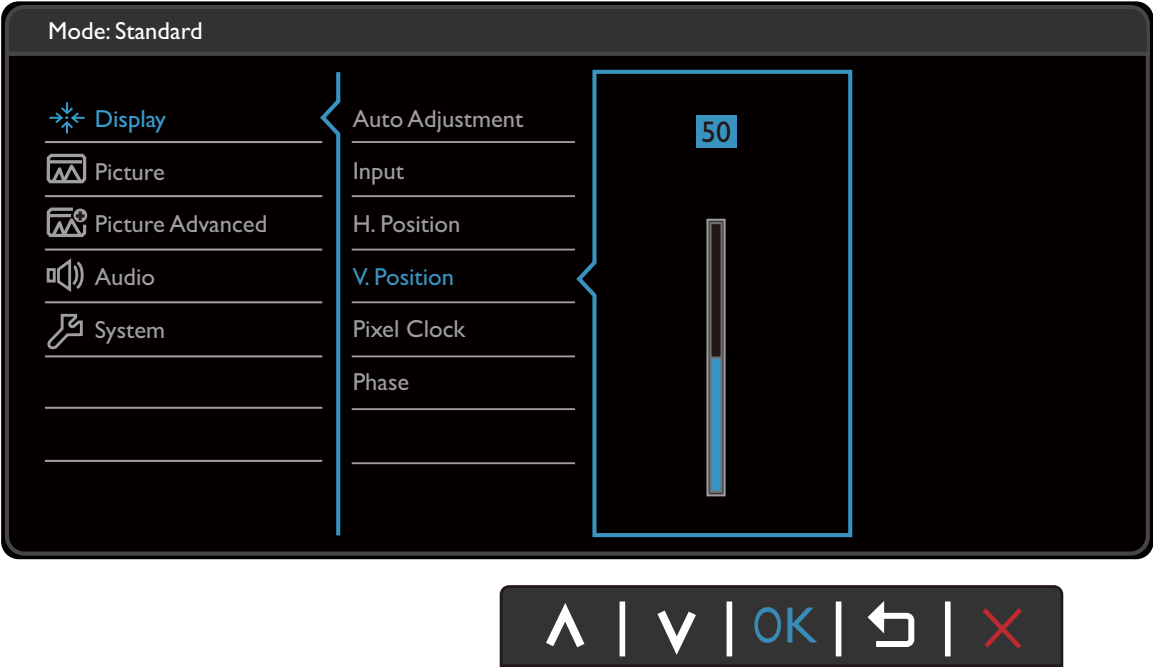 Mode: Standard
Display
Picture
Picture Advanced
Audio
System
Auto Adjustment
Input
H. Position
V. Position
Pixel Clock
Phase
50
OK